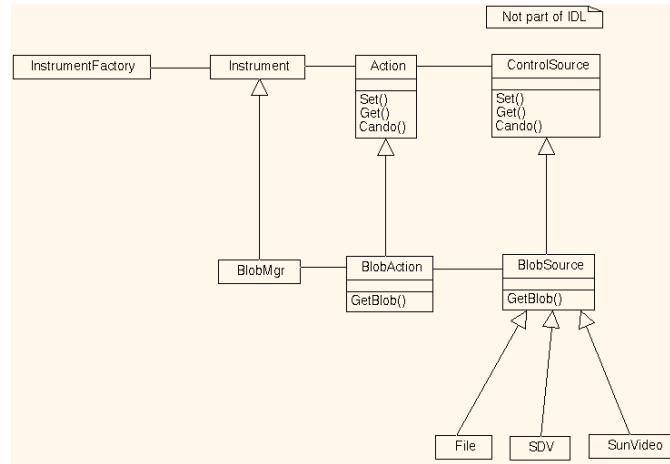 Not part of IDL
InstrumentFactory
Instrument
Action
ControlSource
Set()
Get()
Cando()
Set()
Get()
Cando()
BlobMgr
BlobAction
BlobSource
GetBlob()
GetBlob()
File
SDV
SunVideo